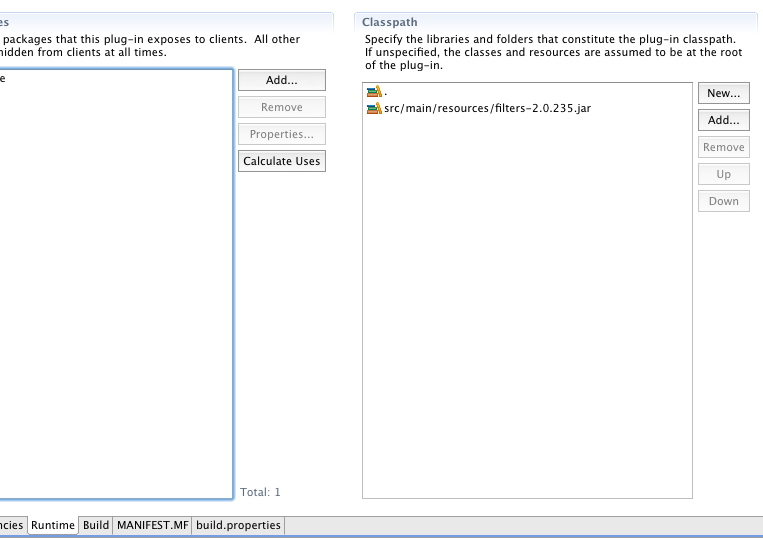 es
packages that this plug-in exposes to clients.  All other
hidden from clients at all times.
e
Add...
Remove
Properties...
Calculate Uses
Total: 1
Classpath
Specify the libraries and folders that constitute the plug-in classpath.
If unspecified, the classes and resources are assumed to be at the root
of the plug-in.
.
src/main/resources/filters-2.0.235.jar
New...
Add...
Remove
Up
Down
ncies
Runtime
Build
MANIFEST.MF
build.properties